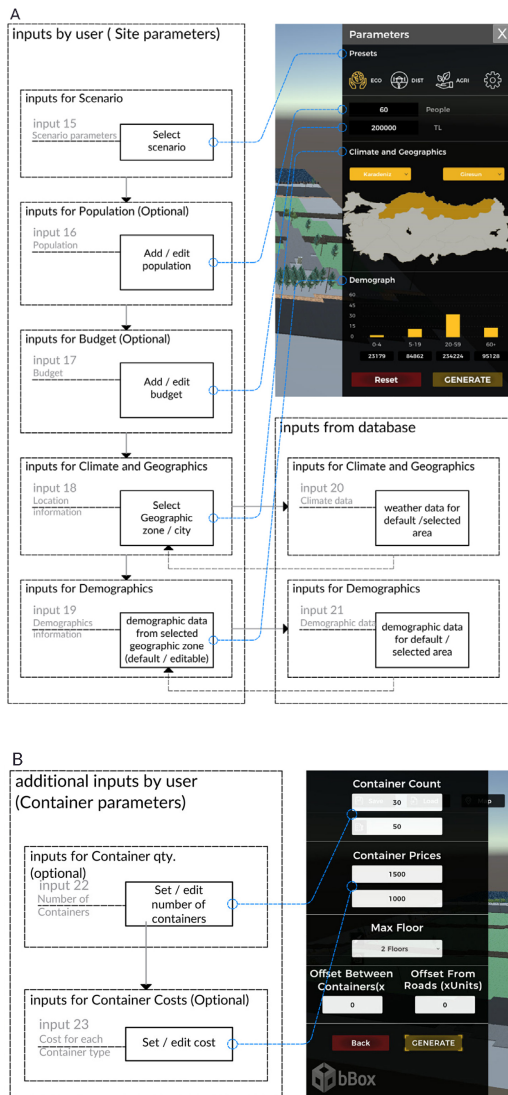 A
inputs by user ( Site parameters)
inputs for Scenario
input 15
Scenario parameters
Select
scenario
inputs for Population (Optional)
input 16
Population
Add / edit
population
inputs for Budget (Optional)
input 17
Budget
Add / edit
budget
inputs for Climate and Geographics
input 18
Location
information
Select
Geographic
zone / city
inputs for Demographics
input 19
Demographics
information
demographic data
from selected
geographic zone
(default / editable)
Parameters
X
Presets
ECO
DIST
AGRI
60
People
200000
TL
Climate and Geographics
Karadeniz
Giresun
Demograph
60
45
30
15
0
0-4
5-19
20-59
60+
23179
84862
234224
95128
Reset
GENERATE
inputs from database
inputs for Climate and Geographics
input 20
Climate data
weather data for
default /selected
area
inputs for Demographics
input 21
Demographic data
demographic data
for default /
selected area
B
additional inputs by user
(Container parameters)
inputs for Container qty.
(optional)
input 22
Number of
Containers
Set / edit
number of
containers
inputs for Container Costs (Optional)
input 23
Cost for each
Container type
Set / edit cost
Container Count
30
50
Container Prices
1500
1000
Max Floor
2 Floors
Offset Between
Containers(x
0
Offset From
Roads (xUnits)
0
Back
GENERATE
bBox